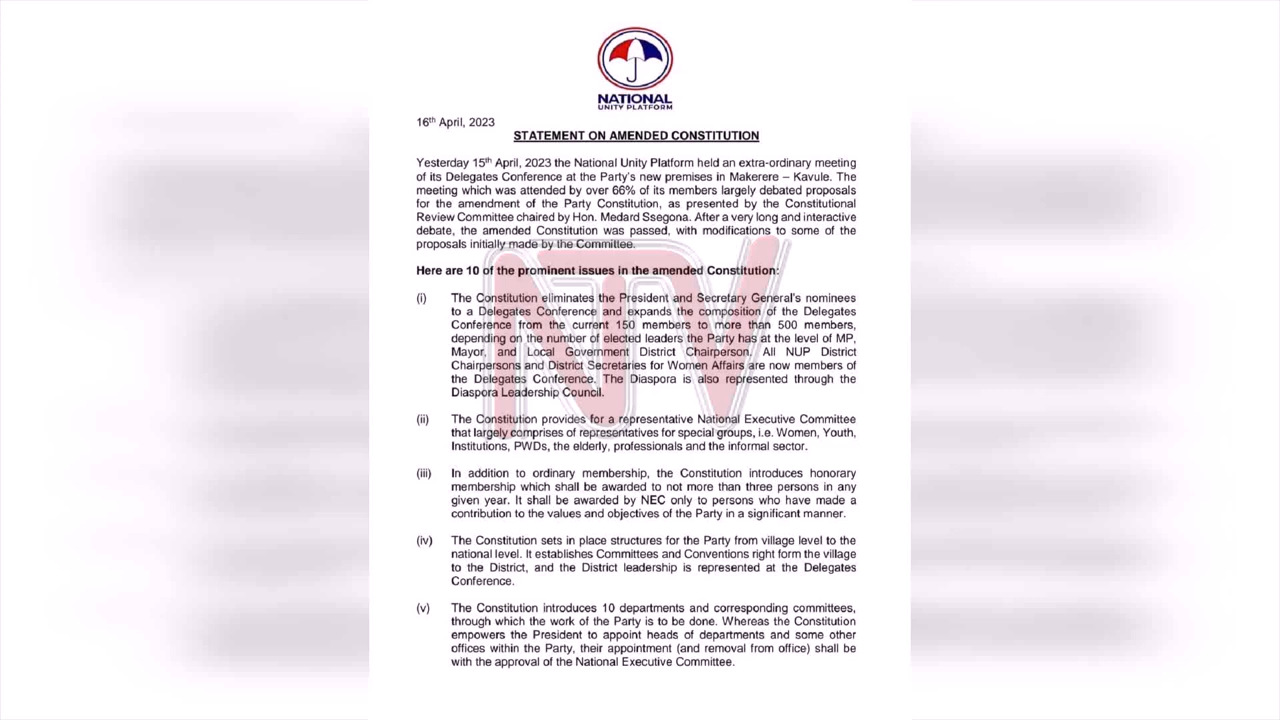 NATIONAL
UNITY PLATFORM
16th April, 2023
STATEMENT ON AMENDED CONSTITUTION
Yesterday 15th April, 2023 the National Unity Platform held an extra-ordinary meeting
of its Delegates Conference at the Party's new premises in Makerere – Kavule. The
meeting which was attended by over 66% of its members largely debated proposals
for the amendment of the Party Constitution, as presented by the Constitutional
Review Committee chaired by Hon. Medard Ssegona. After a very long and interactive
debate, the amended Constitution was passed, with modifications to some of the
proposals initially made by the Committee.
Here are 10 of the prominent issues in the amended Constitution:
(i) The Constitution eliminates the President and Secretary General's nominees
to a Delegates Conference and expands the composition of the Delegates
Conference from the current 150 members to more than 500 members,
depending on the number of elected leaders the Party has at the level of MP,
Mayor, and Local Government District Chairperson. All NUP District
Chairpersons and District Secretaries for Women Affairs are now members of
the Delegates Conference. The Diaspora is also represented through the
Diaspora Leadership Council.
(ii) The Constitution provides for a representative National Executive Committee
that largely comprises of representatives for special groups, i.e. Women, Youth,
Institutions, PWDs, the elderly, professionals and the informal sector.
(iii) In addition to ordinary membership, the Constitution introduces honorary
membership which shall be awarded to not more than three persons in any
given year. It shall be awarded by NEC only to persons who have made a
contribution to the values and objectives of the Party in a significant manner.
(iv) The Constitution sets in place structures for the Party from village level to the
national level. It establishes Committees and Conventions right form the village
to the District, and the District leadership is represented at the Delegates
Conference.
(v) The Constitution introduces 10 departments and corresponding committees,
through which the work of the Party is to be done. Whereas the Constitution
empowers the President to appoint heads of departments and some other
offices within the Party, their appointment (and removal from office) shall be
with the approval of the National Executive Committee.
NTV